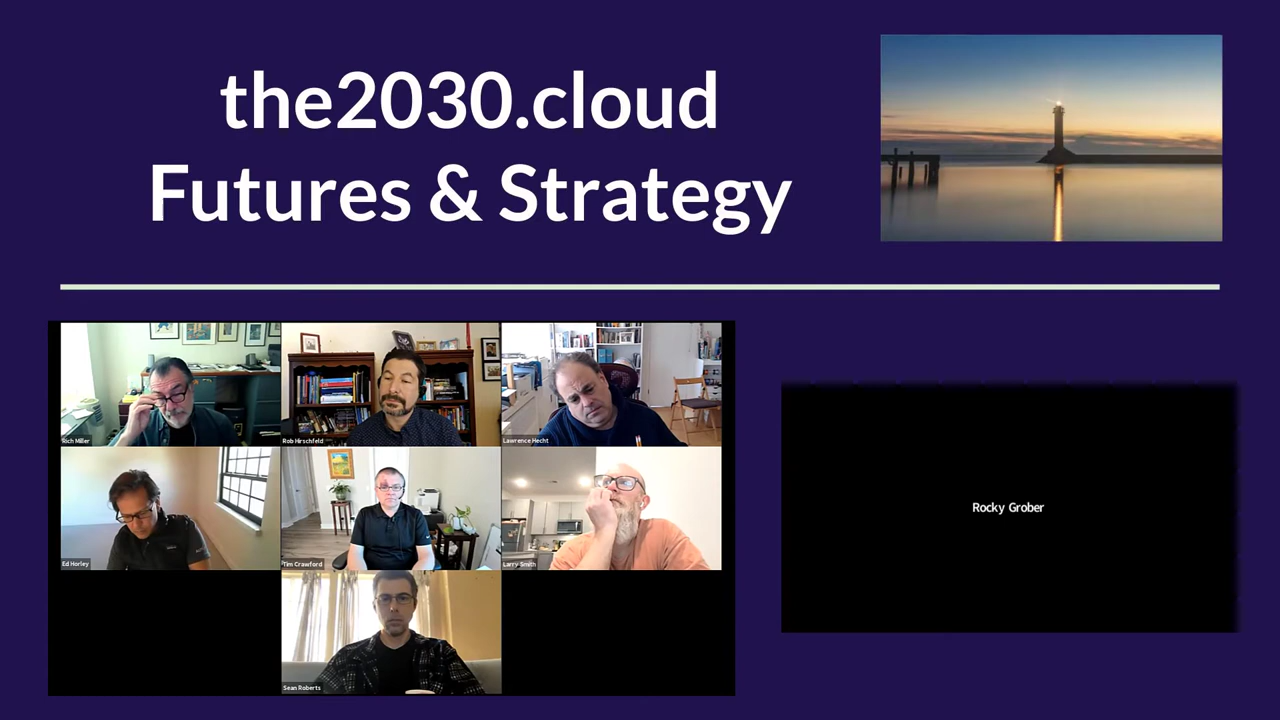 the2030.cloud
Futures & Strategy
Rich Miller
Rob Hirschfeld
Lawrence Hecht
Ed Horley
Tim Crawford
Larry Smith
Sean Roberts
Rocky Grober